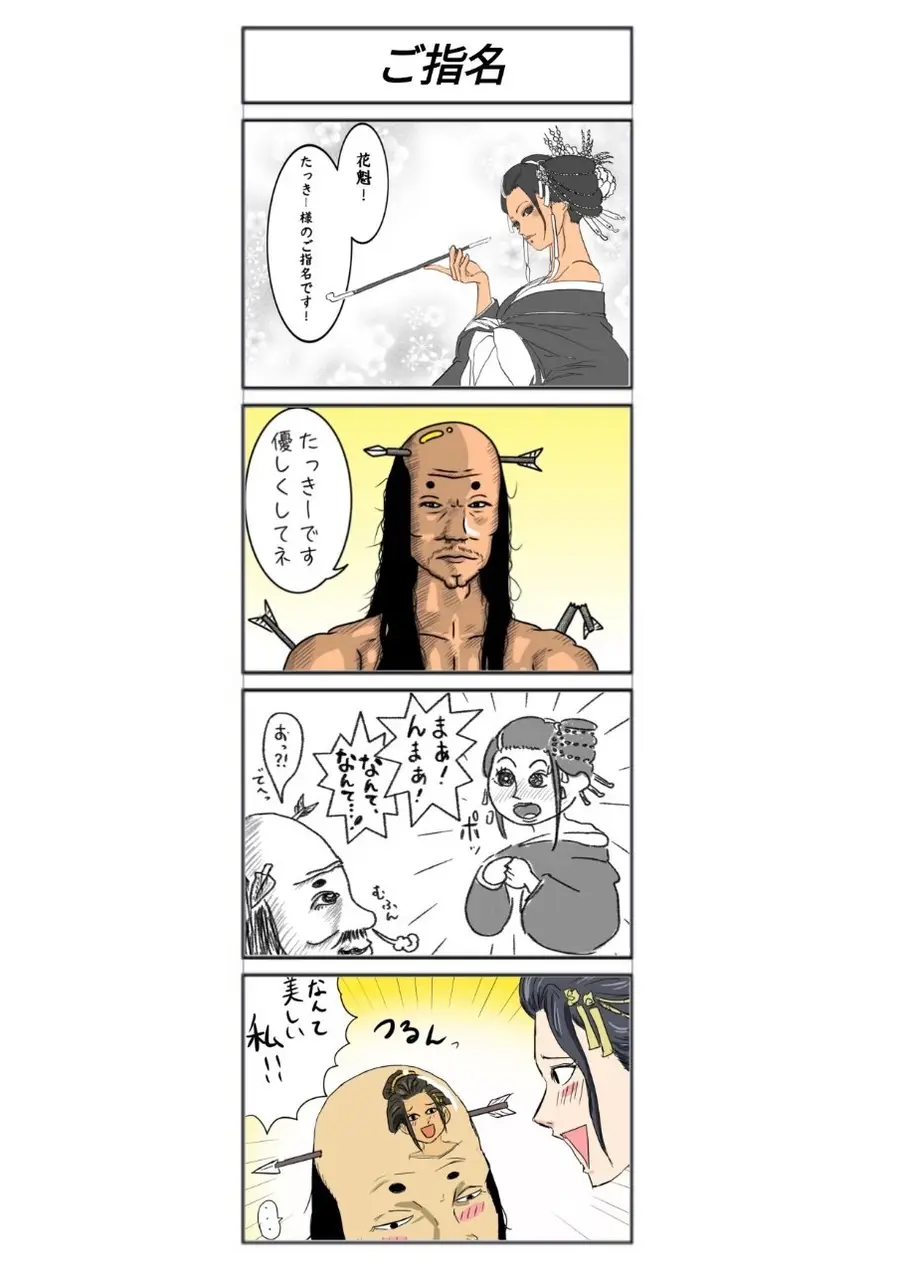 ご指名
花魁!
たっきー様のご指名です!
たっきーです
優しくしてネ
まぁ!
んまぁ!
なんて、
なんて…!
ポッ
おっ?!
でへっ
むふん
なんて
美しい
私!!
つるんっ
…